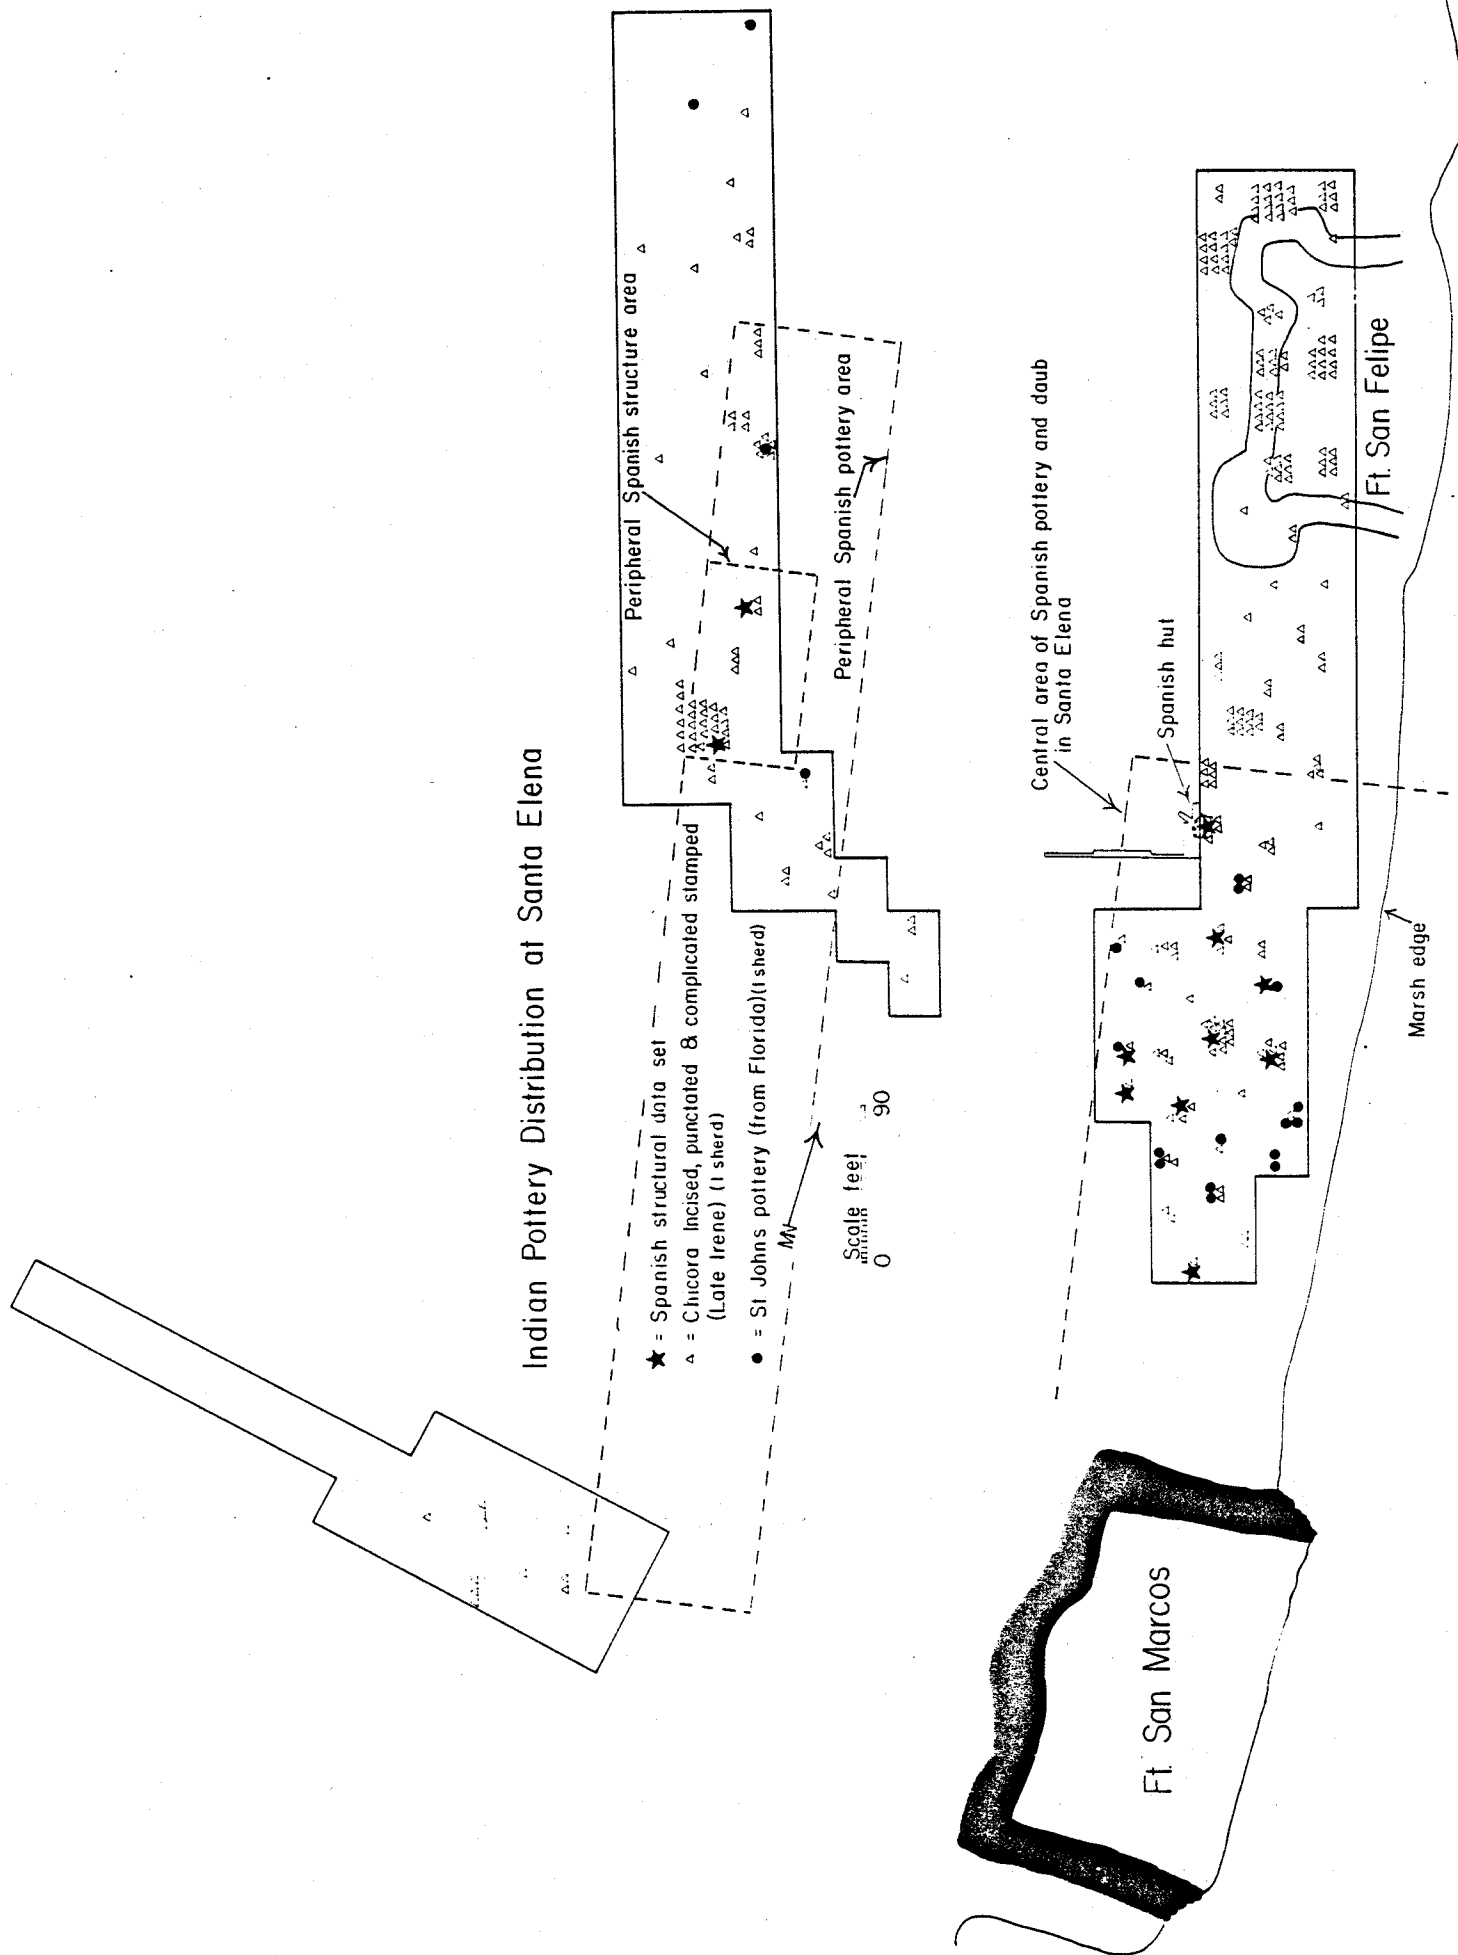 Indian Pottery Distribution at Santa Elena
★ = Spanish structural data set
△ = Chicora Incised, punctated & complicated stamped
(Late Irene) (1 sherd)
● = St Johns pottery (from Florida)(1 sherd)
MN
Scale feet
0 90
Peripheral Spanish structure area
Peripheral Spanish pottery area
Central area of Spanish pottery and daub
in Santa Elena
Spanish hut
Ft. San Felipe
Marsh edge
Ft. San Marcos